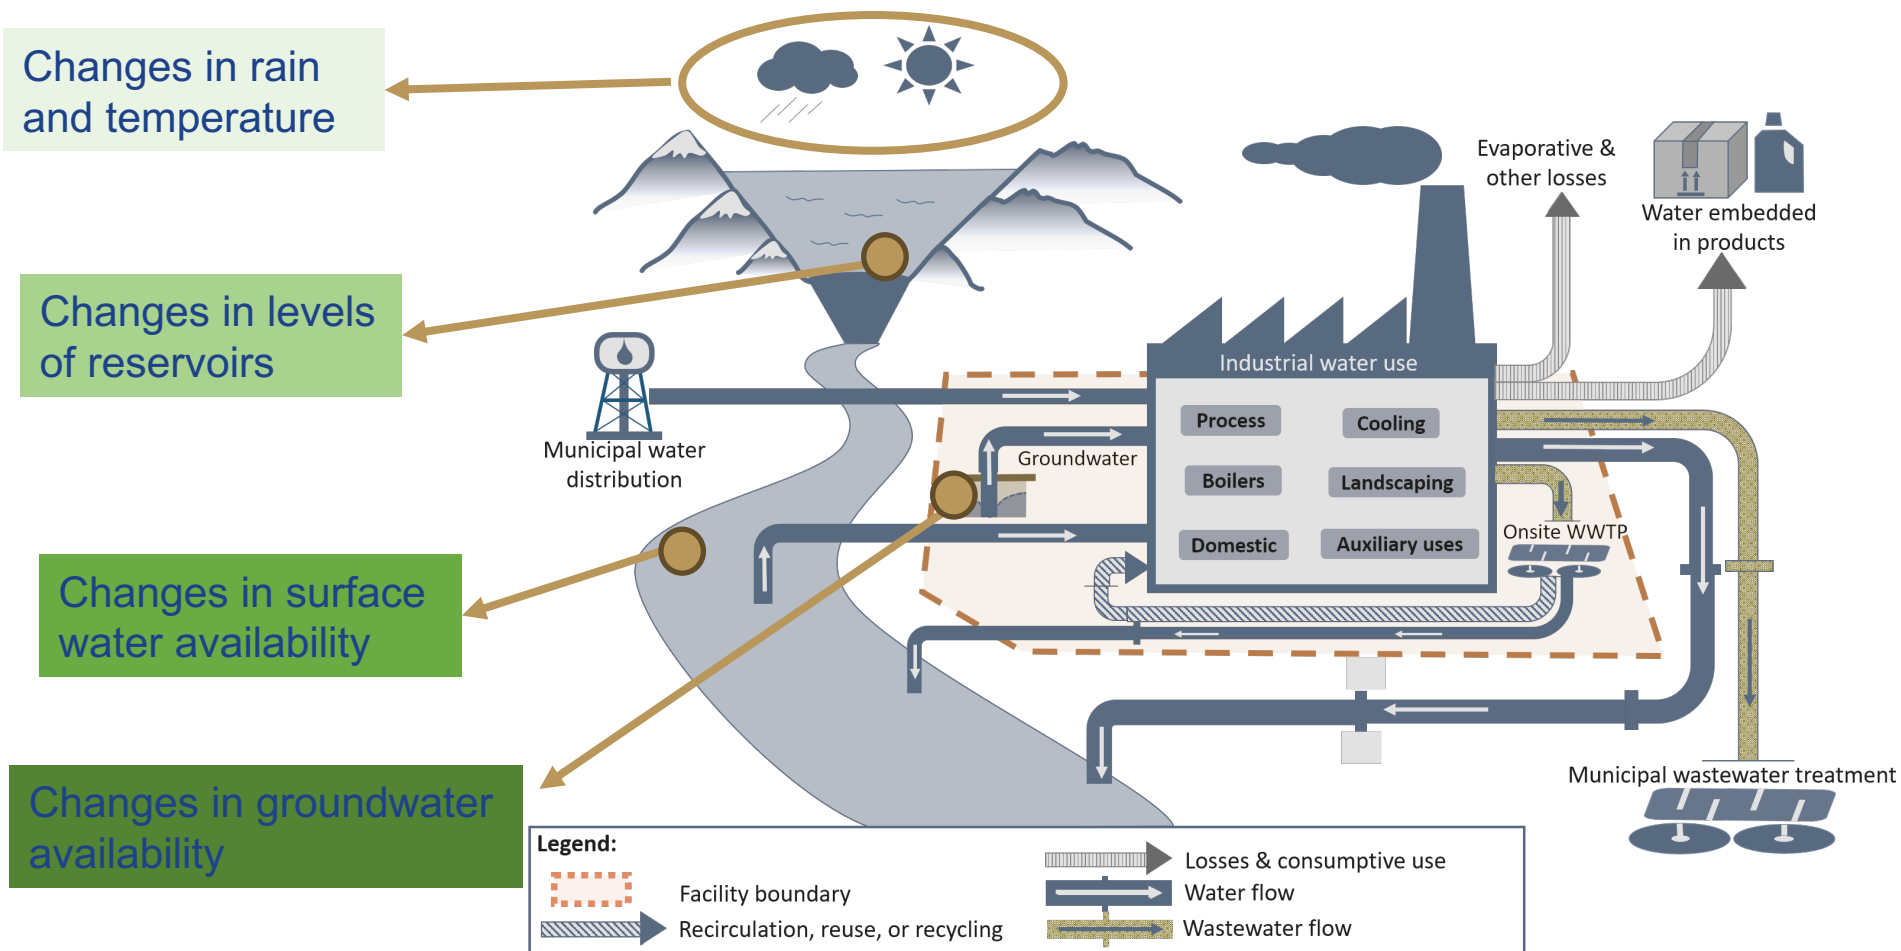 Changes in rain
and temperature
Evaporative &
other losses
Water embedded
in products
Changes in levels
of reservoirs
Industrial water use
Municipal water
distribution
Groundwater
Process
Cooling
Boilers
Landscaping
Domestic
Auxiliary uses
Onsite WWTP
Changes in surface
water availability
Changes in groundwater
availability
Municipal wastewater treatment
Legend:
Facility boundary
Recirculation, reuse, or recycling
Losses & consumptive use
Water flow
Wastewater flow